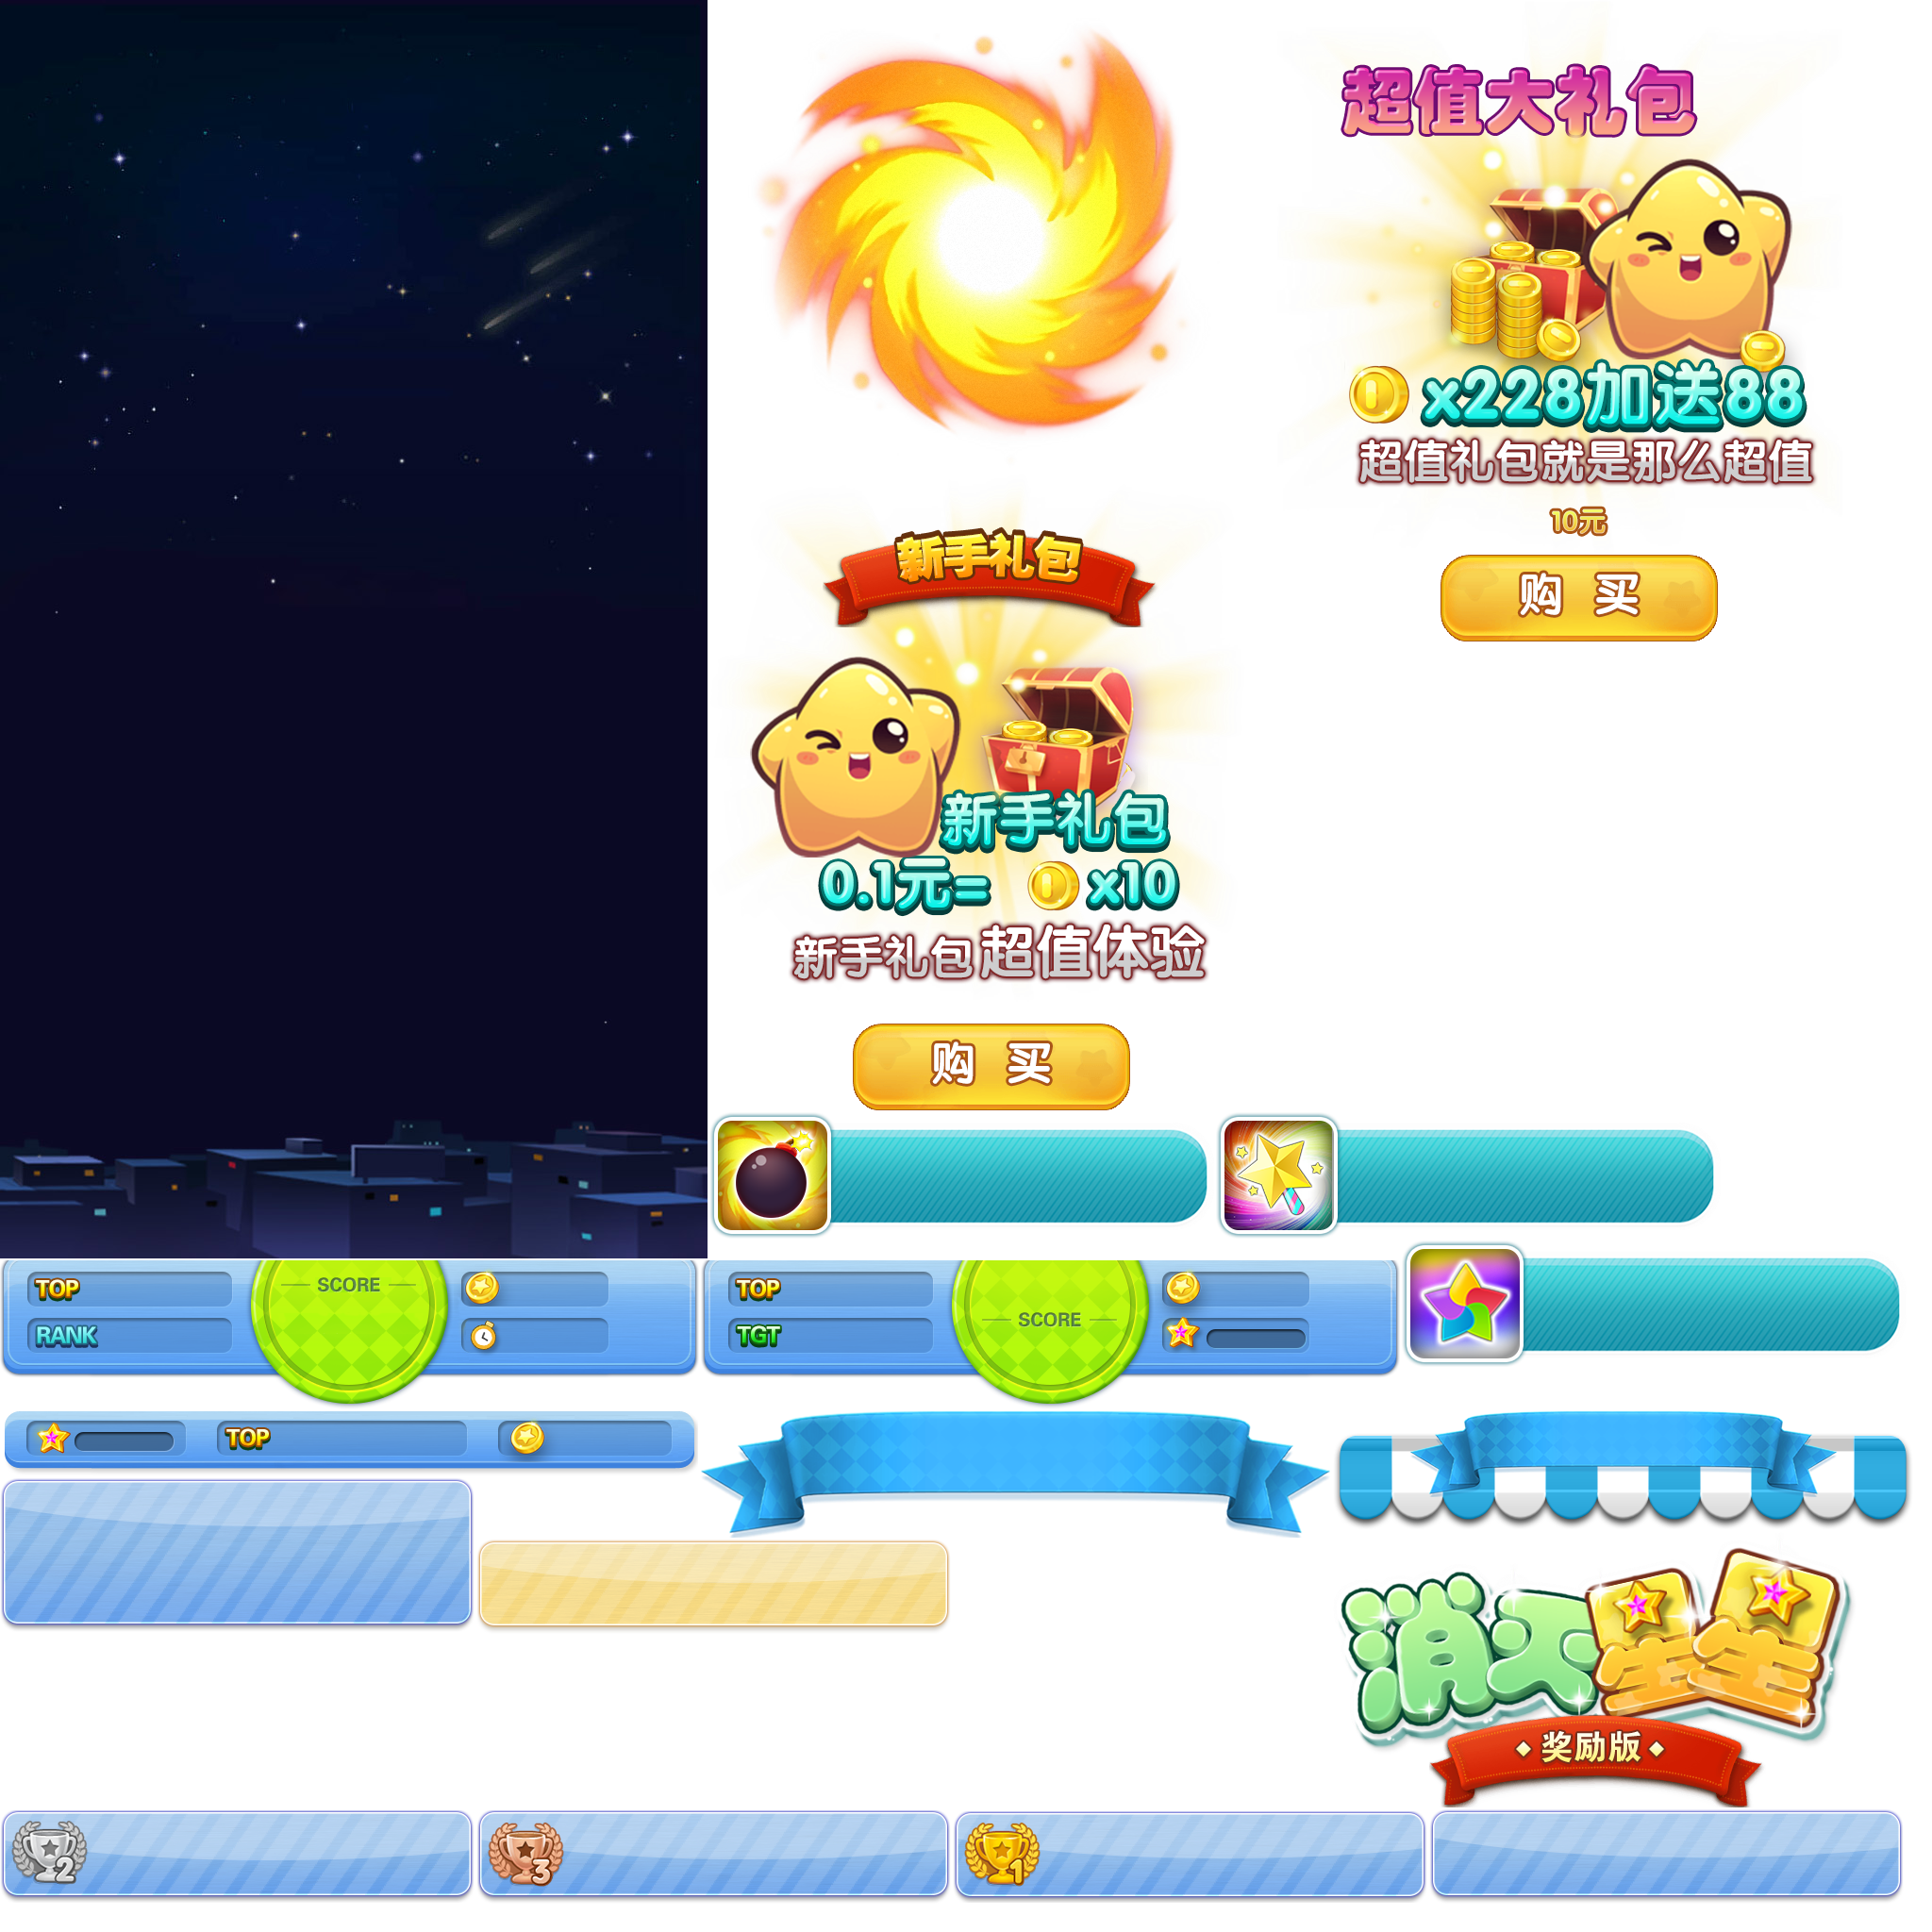 超值大礼包
x228加送88
超值礼包就是那么超值
10元
购 买
新手礼包
新手礼包
0.1元= x10
新手礼包超值体验
购 买
TOP
SCORE
RANK
TOP
SCORE
TGT
TOP
消灭星星
奖励版
2
3
1